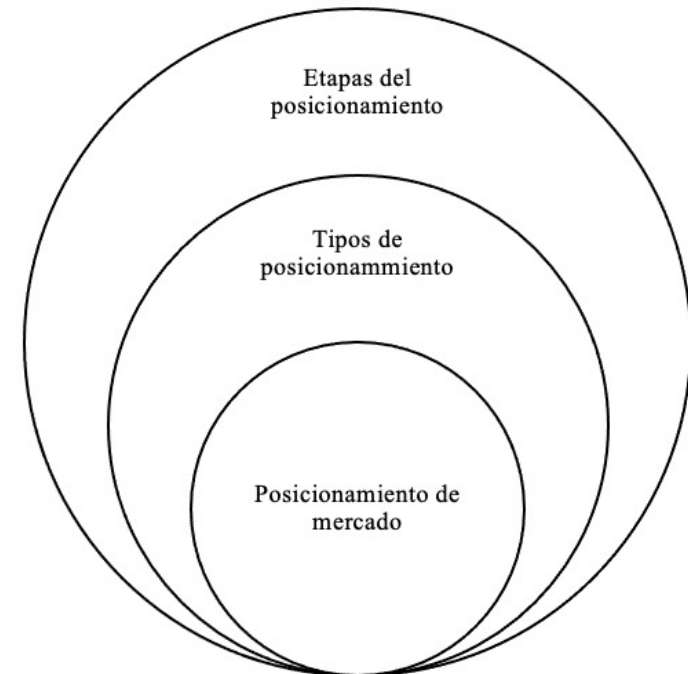 Etapas del
posicionamiento
Tipos de
posicionammiento
Posicionamiento de
mercado